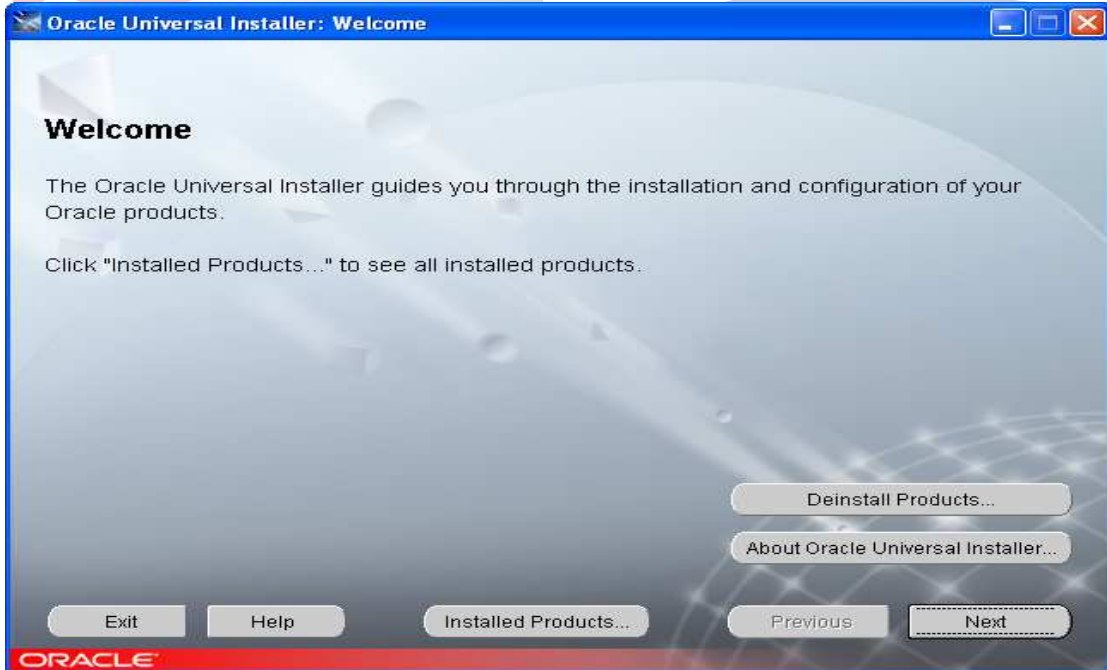 Oracle Universal Installer: Welcome
Welcome
The Oracle Universal Installer guides you through the installation and configuration of your
Oracle products.
Click "Installed Products..." to see all installed products.
Deinstall Products...
About Oracle Universal Installer...
Exit
Help
Installed Products...
Previous
Next
ORACLE